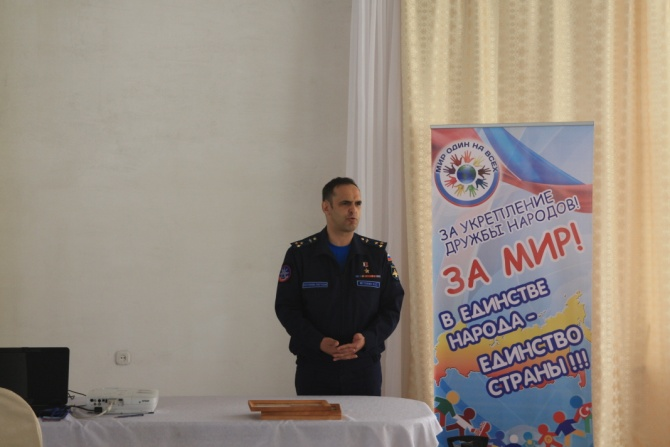 МИР ОДИН НА ВСЕХ
ЗА УКРЕПЛЕНИЕ
ДРУЖБЫ НАРОДОВ!
ЗА МИР!
В ЕДИНСТВЕ
НАРОДА -
ЕДИНСТВО
СТРАНЫ!!!